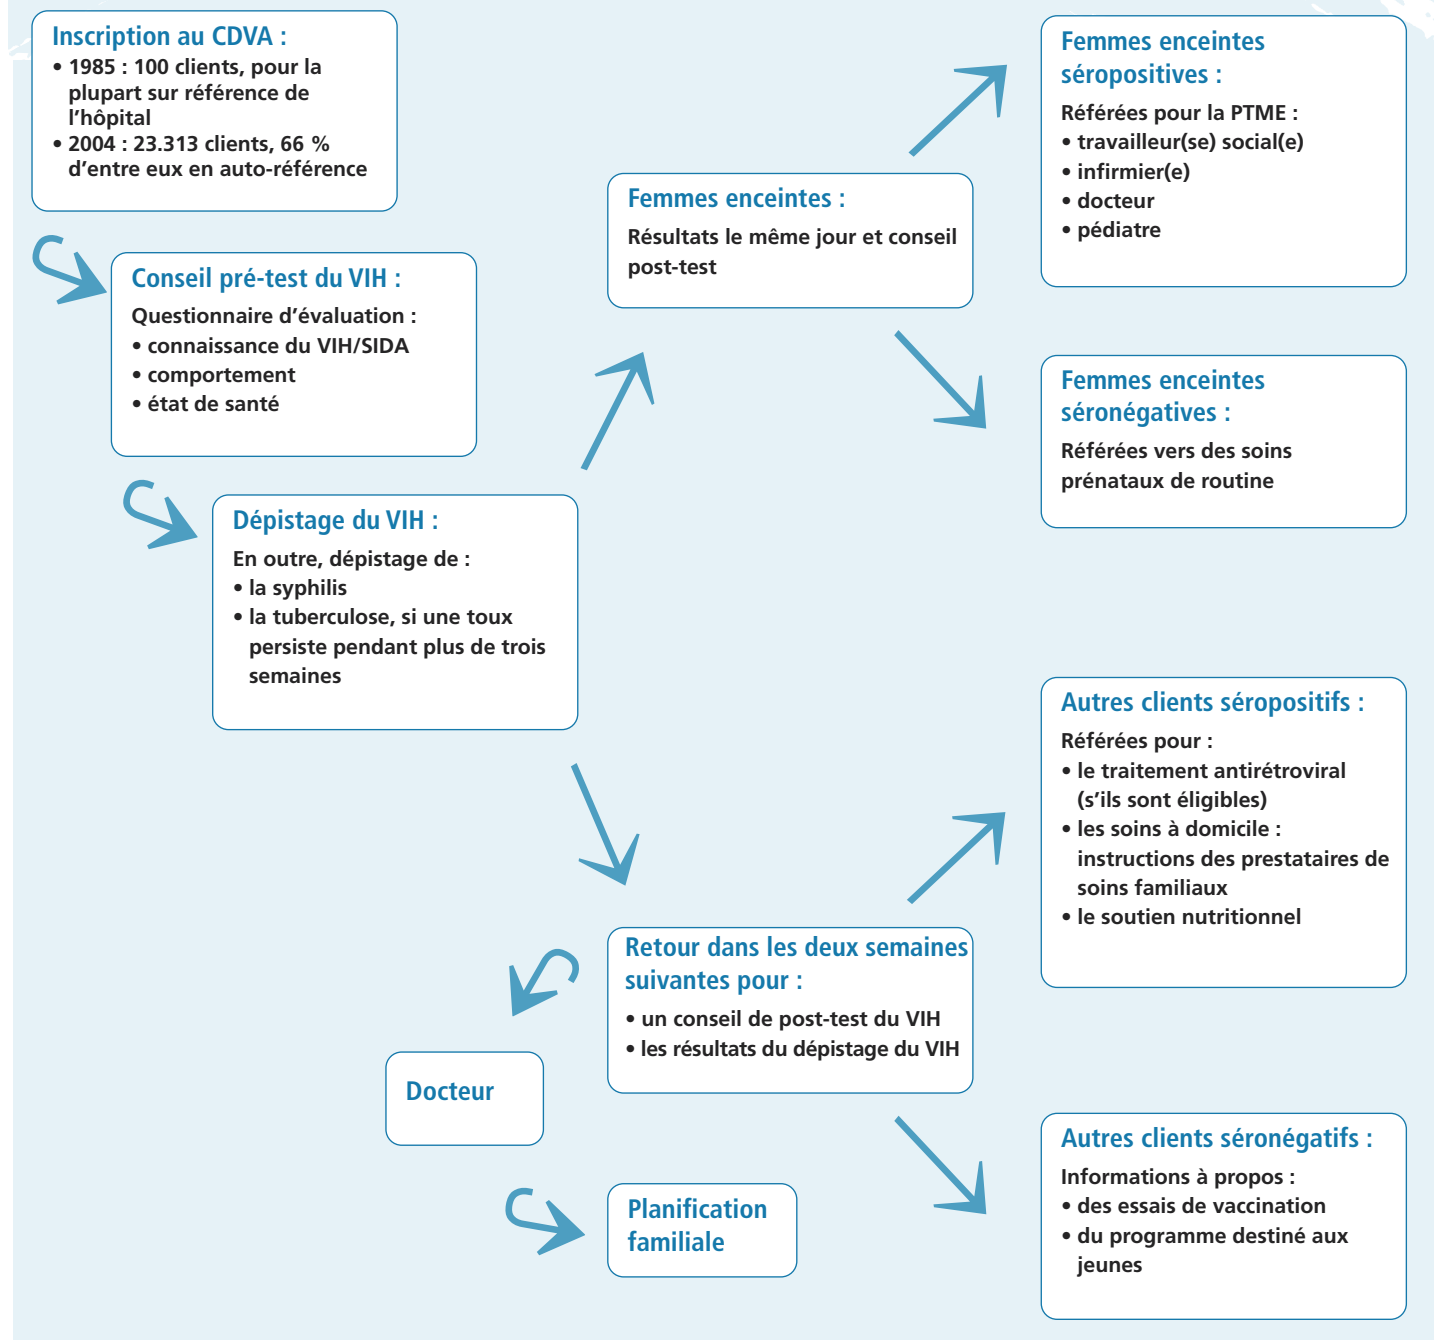 Inscription au CDVA :
• 1985 : 100 clients, pour la
plupart sur référence de
l’hôpital
• 2004 : 23.313 clients, 66 %
d’entre eux en auto-référence
Conseil pré-test du VIH :
Questionnaire d’évaluation :
• connaissance du VIH/SIDA
• comportement
• état de santé
Dépistage du VIH :
En outre, dépistage de :
• la syphilis
• la tuberculose, si une toux
persiste pendant plus de trois
semaines
Femmes enceintes :
Résultats le même jour et conseil
post-test
Femmes enceintes
séropositives :
Référées pour la PTME :
• travailleur(se) social(e)
• infirmier(e)
• docteur
• pédiatre
Femmes enceintes
séronégatives :
Référées vers des soins
prénataux de routine
Retour dans les deux semaines
suivantes pour :
• un conseil de post-test du VIH
• les résultats du dépistage du VIH
Docteur
Planification
familiale
Autres clients séropositifs :
Référées pour :
• le traitement antirétroviral
(s’ils sont éligibles)
• les soins à domicile :
instructions des prestataires de
soins familiaux
• le soutien nutritionnel
Autres clients séronégatifs :
Informations à propos :
• des essais de vaccination
• du programme destiné aux
jeunes